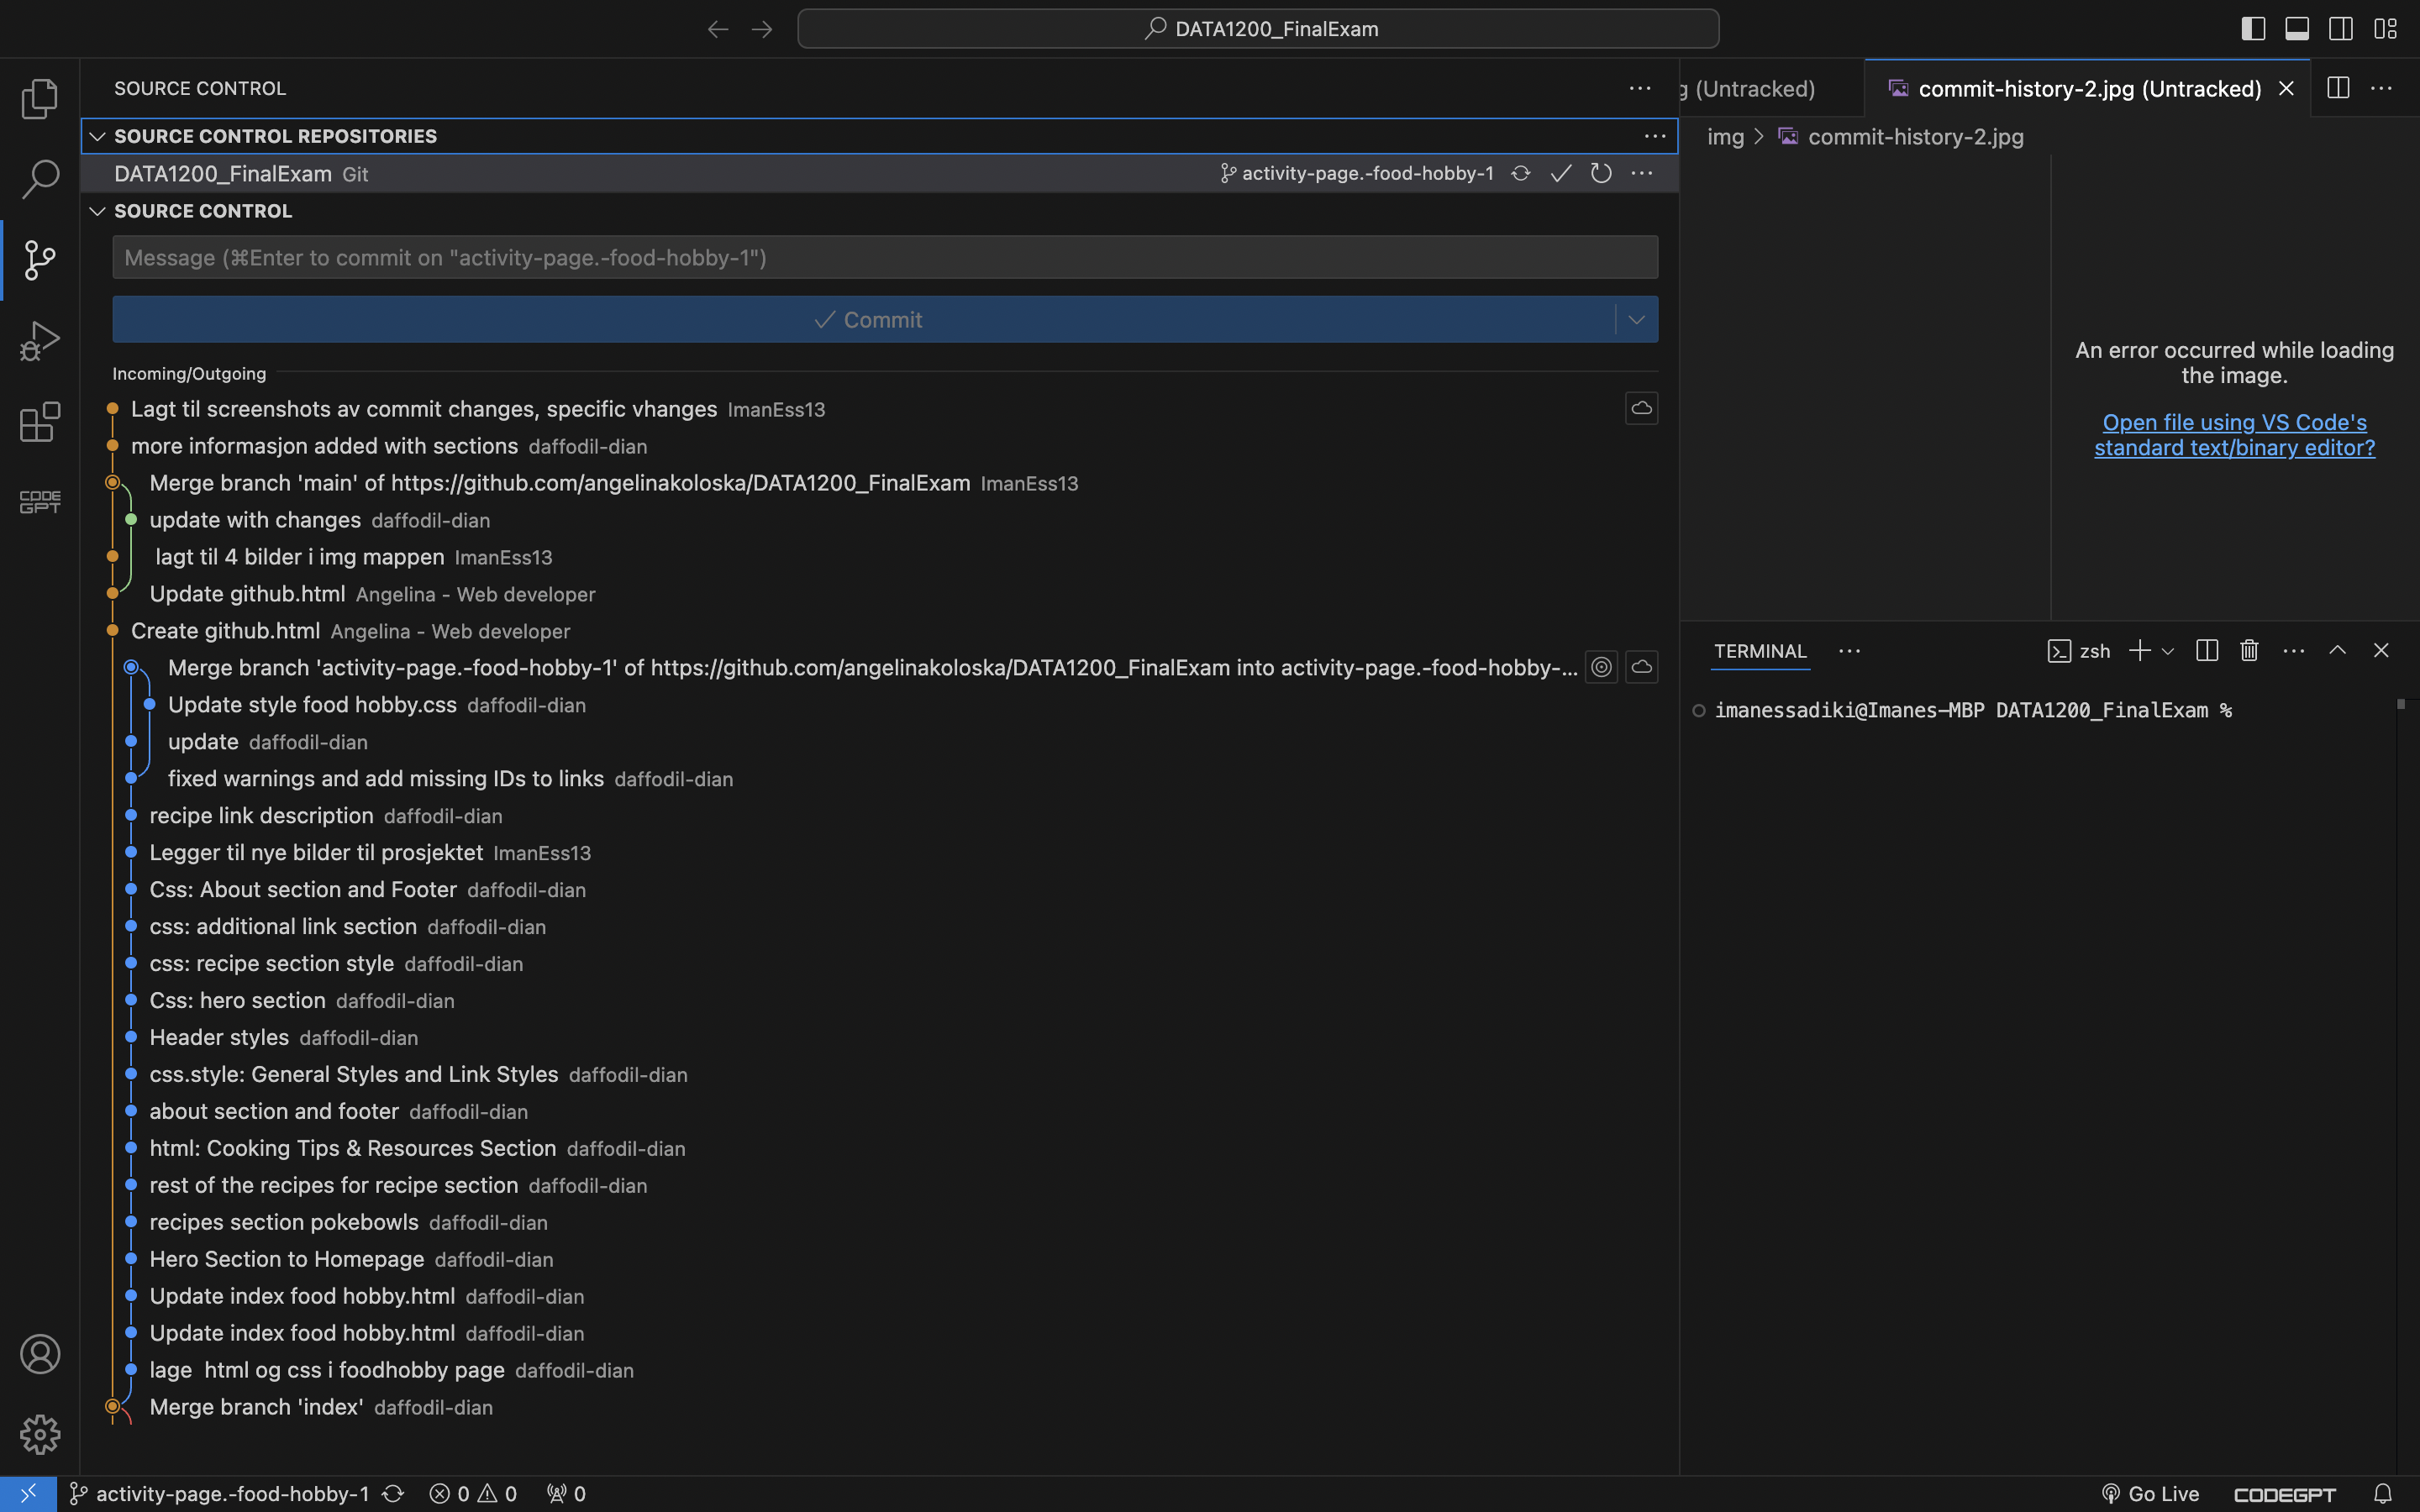 DATA1200_FinalExam
SOURCE CONTROL
SOURCE CONTROL REPOSITORIES
DATA1200_FinalExam Git
activity-page.-food-hobby-1
SOURCE CONTROL
Message (⌘Enter to commit on "activity-page.-food-hobby-1")
Commit
Incoming/Outgoing
Lagt til screenshots av commit changes, specific vhanges ImanEss13
more informasjon added with sections daffodil-dian
Merge branch 'main' of https://github.com/angelinakoloska/DATA1200_FinalExam ImanEss13
update with changes daffodil-dian
lagt til 4 bilder i img mappen ImanEss13
Update github.html Angelina - Web developer
Create github.html Angelina - Web developer
Merge branch 'activity-page.-food-hobby-1' of https://github.com/angelinakoloska/DATA1200_FinalExam into activity-page.-food-hobby-...
Update style food hobby.css daffodil-dian
update daffodil-dian
fixed warnings and add missing IDs to links daffodil-dian
recipe link description daffodil-dian
Legger til nye bilder til prosjektet ImanEss13
Css: About section and Footer daffodil-dian
css: additional link section daffodil-dian
css: recipe section style daffodil-dian
Css: hero section daffodil-dian
Header styles daffodil-dian
css.style: General Styles and Link Styles daffodil-dian
about section and footer daffodil-dian
html: Cooking Tips & Resources Section daffodil-dian
rest of the recipes for recipe section daffodil-dian
recipes section pokebowls daffodil-dian
Hero Section to Homepage daffodil-dian
Update index food hobby.html daffodil-dian
Update index food hobby.html daffodil-dian
lage  html og css i foodhobby page daffodil-dian
Merge branch 'index' daffodil-dian
g (Untracked)
commit-history-2.jpg (Untracked)
img > commit-history-2.jpg
An error occurred while loading
the image.
Open file using VS Code's
standard text/binary editor?
TERMINAL
zsh
imanessadiki@Imanes-MBP DATA1200_FinalExam %
CODE
GPT
activity-page.-food-hobby-1
0
0
0
Go Live
CODEGPT